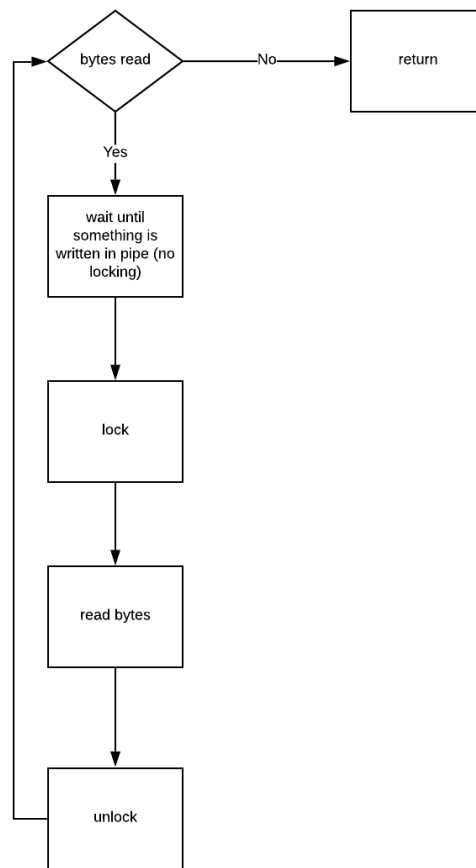 bytes read
No
return
Yes
wait until
something is
written in pipe (no
locking)
lock
read bytes
unlock